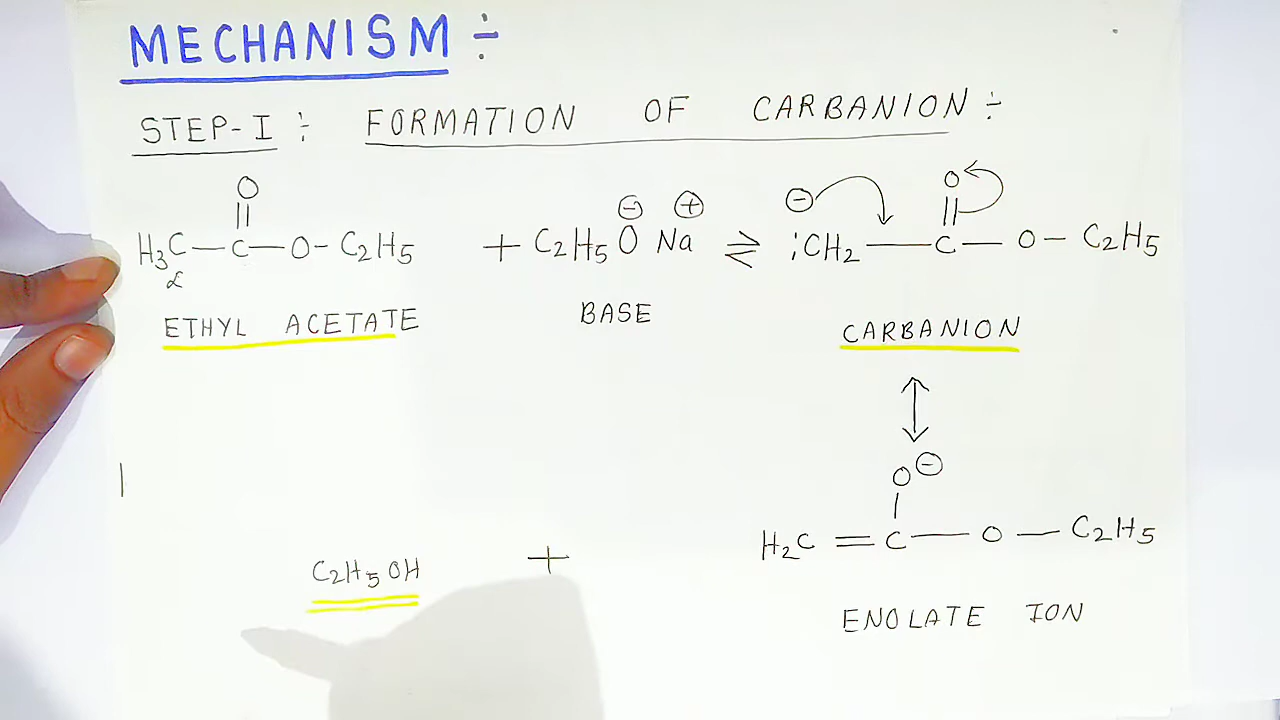 MECHANISM ÷
STEP-I ÷ FORMATION OF CARBANION ÷
O ⊖ ⊕ ⊖ O
|| ||
H₃C — C — O - C₂H₅ + C₂H₅O Na ⇌ :CH₂ — C — O — C₂H₅
α
ETHYL ACETATE BASE CARBANION
↕
O⊖
|
H₂C = C — O — C₂H₅
C₂H₅OH +
ENOLATE ION